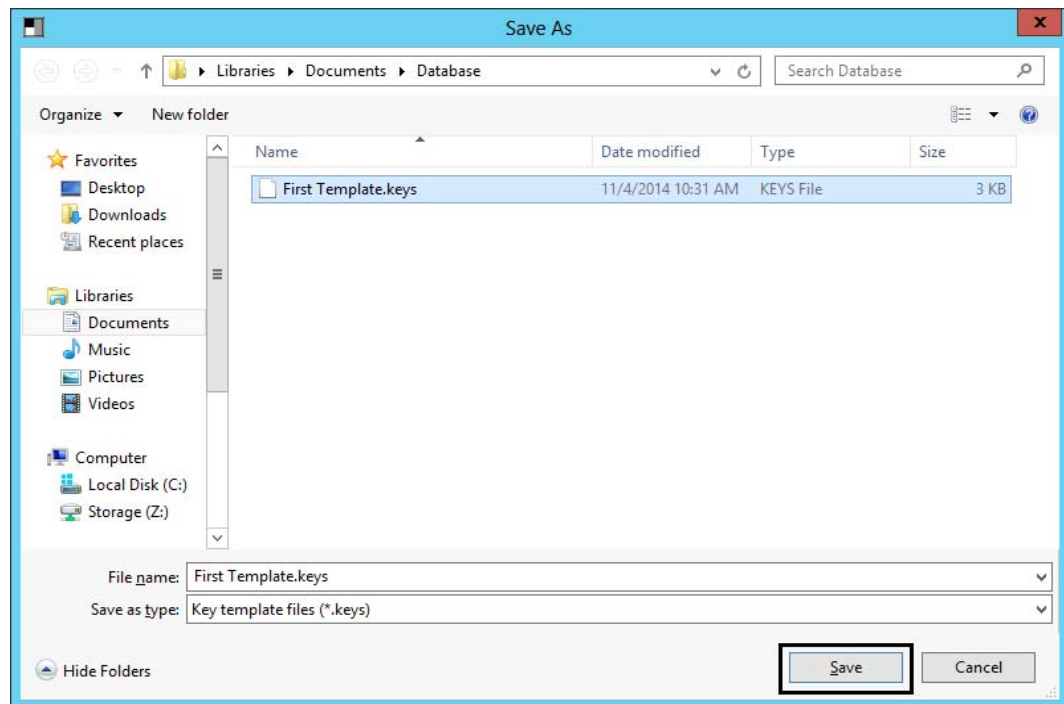 Save As
x
Libraries Documents Database
Search Database
Organize New folder
Name Date modified Type Size
First Template.keys 11/4/2014 10:31 AM KEYS File 3 KB
Favorites
Desktop
Downloads
Recent places
Libraries
Documents
Music
Pictures
Videos
Computer
Local Disk (C:)
Storage (Z:)
File name: First Template.keys
Save as type: Key template files (*.keys)
Hide Folders
Save Cancel